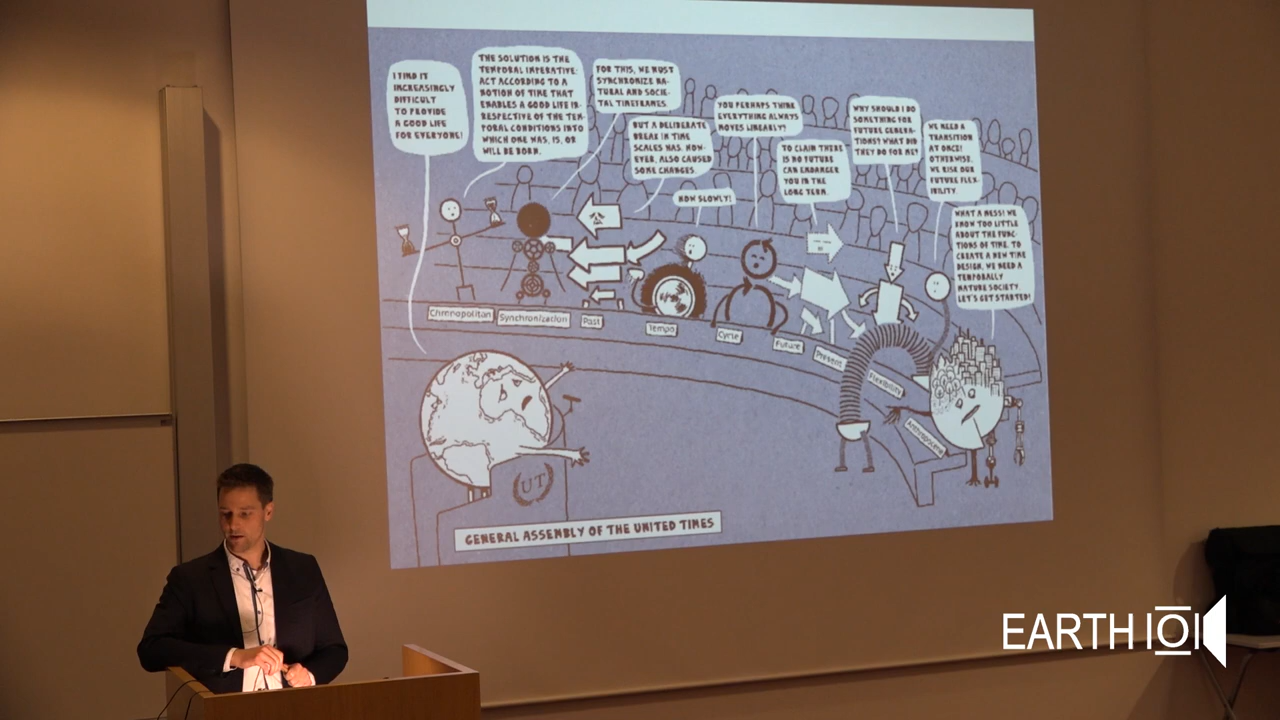 I FIND IT
INCREASINGLY
DIFFICULT
TO PROVIDE
A GOOD LIFE
FOR EVERYONE!
THE SOLUTION IS THE
TEMPORAL IMPERATIVE:
ACT ACCORDING TO A
NOTION OF TIME THAT
ENABLES A GOOD LIFE IR-
RESPECTIVE OF THE TEM-
PORAL CONDITIONS INTO
WHICH ONE WAS, IS, OR
WILL BE BORN.
FOR THIS, WE MUST
SYNCHRONIZE NA-
TURAL AND SOCIE-
TAL TIMEFRAMES.
BUT A DELIBERATE
BREAK IN TIME
SCALES HAS, HOW-
EVER, ALSO CAUSED
SOME CHANGES.
HOW SLOWLY!
YOU PERHAPS THINK
EVERYTHING ALWAYS
MOVES LINEARLY?
TO CLAIM THERE
IS NO FUTURE
CAN ENDANGER
YOU IN THE
LONG TERM.
WHY SHOULD I DO
SOMETHING FOR
FUTURE GENERA-
TIONS? WHAT DID
THEY DO FOR ME?
WE NEED A
TRANSITION
AT ONCE!
OTHERWISE,
WE RISK OUR
FUTURE FLEX-
IBILITY
WHAT A MESS! WE
KNOW TOO LITTLE
ABOUT THE FUNC-
TIONS OF TIME. TO
CREATE A NEW TIME
DESIGN, WE NEED A
TEMPORALLY
MATURE SOCIETY.
LET'S GET STARTED!
Chronopolitan
Synchronization
Past
Tempo
Cycle
Future
Present
Flexibility
Anthropocene
UT
GENERAL ASSEMBLY OF THE UNITED TIMES
EARTH 101